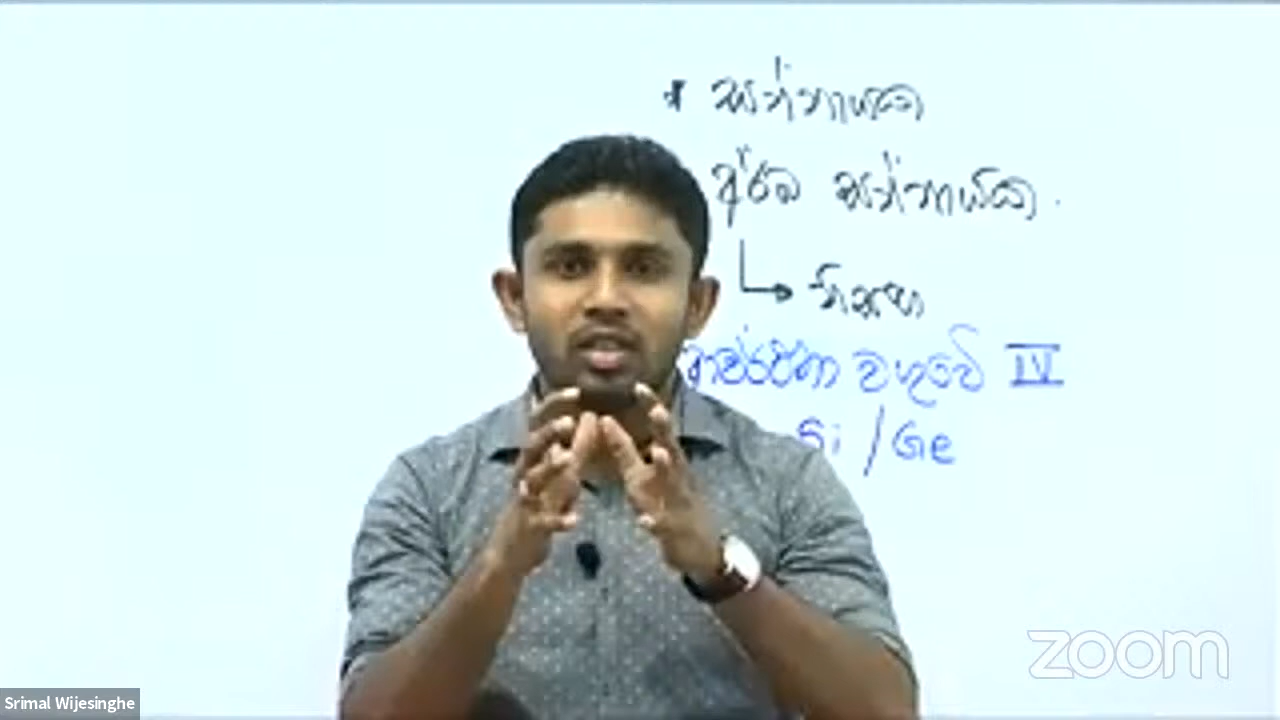 * සන්නායක
අර්ධ සන්නායක.
නිසඟ
ආවර්තිතා වගුවේ IV
Si / Ge
zoom
Srimal Wijesinghe